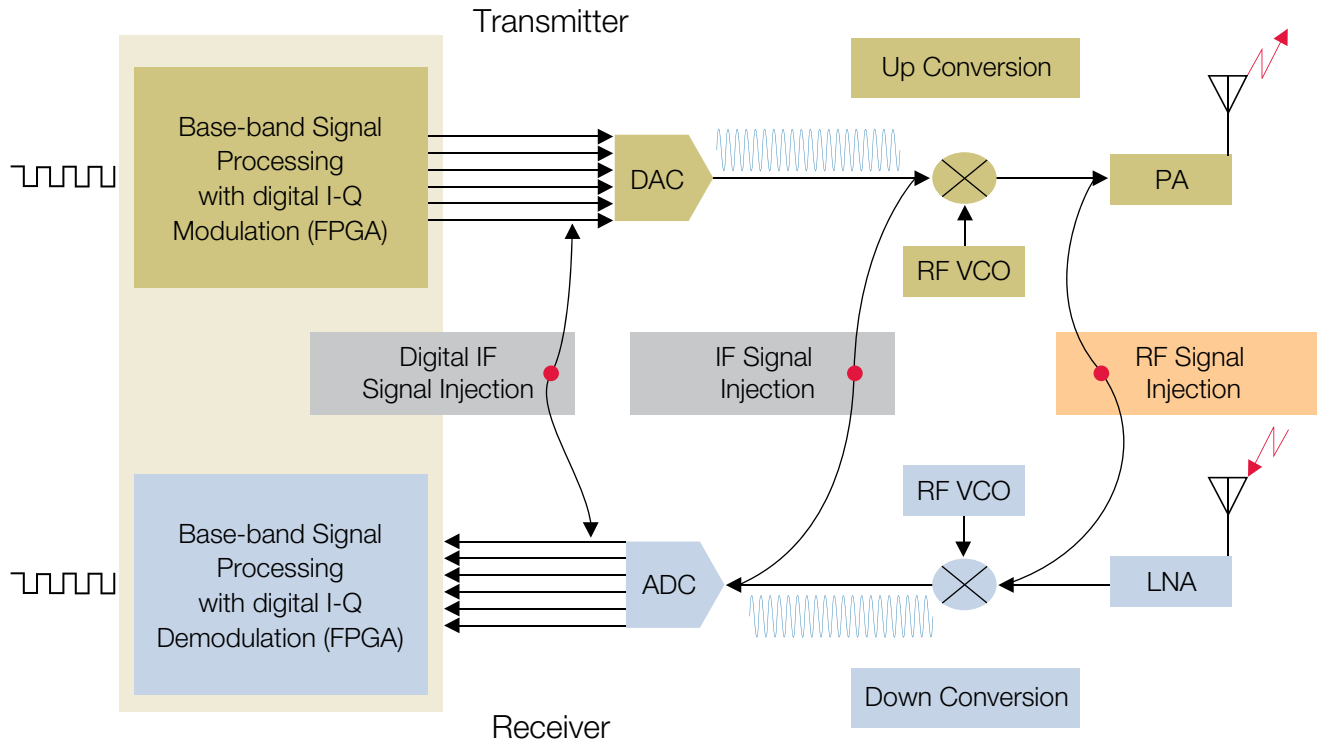 Transmitter
Up Conversion
Base-band Signal
Processing
with digital I-Q
Modulation (FPGA)
DAC
PA
RF VCO
Digital IF
Signal Injection
IF Signal
Injection
RF Signal
Injection
RF VCO
Base-band Signal
Processing
with digital I-Q
Demodulation (FPGA)
ADC
LNA
Down Conversion
Receiver